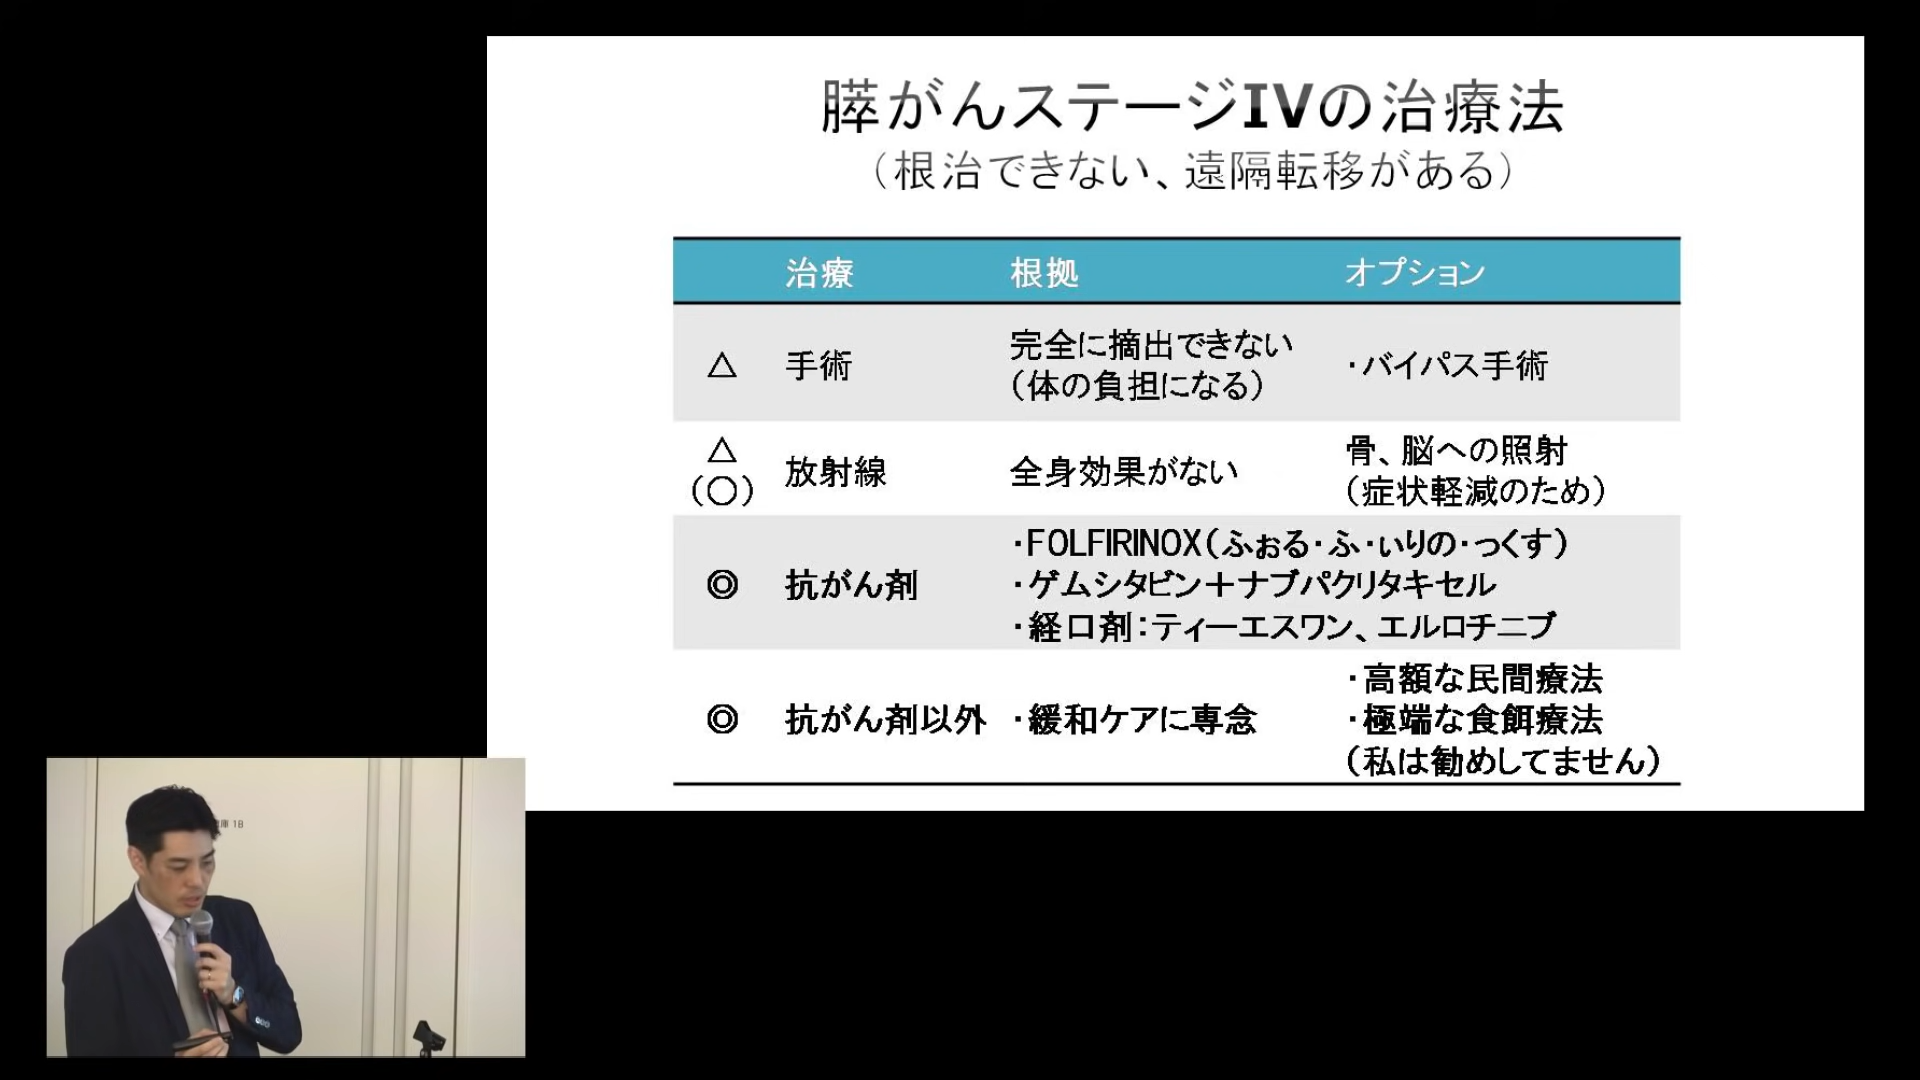 膵がんステージIVの治療法
（根治できない、遠隔転移がある）
治療 根拠 オプション
△ 手術 完全に摘出できない
（体の負担になる） ・バイパス手術
△
（○） 放射線 全身効果がない 骨、脳への照射
（症状軽減のため）
◎ 抗がん剤 ・FOLFIRINOX（ふぉる・ふ・いりの・っくす）
・ゲムシタビン＋ナブパクリタキセル
・経口剤：ティーエスワン、エルロチニブ
◎ 抗がん剤以外 ・緩和ケアに専念 ・高額な民間療法
・極端な食餌療法
（私は勧めしてません）
庫 1B